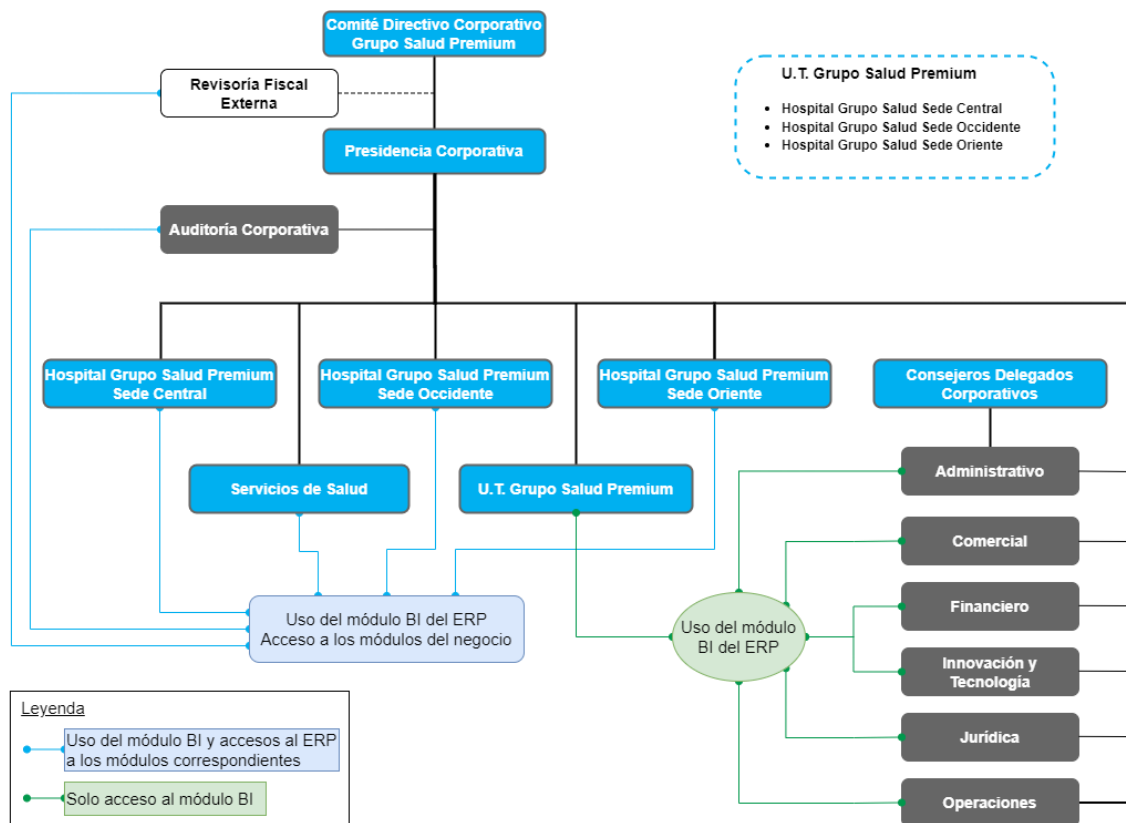 Comité Directivo Corporativo
Grupo Salud Premium
Revisoría Fiscal
Externa
U.T. Grupo Salud Premium
Hospital Grupo Salud Sede Central
Hospital Grupo Salud Sede Occidente
Hospital Grupo Salud Sede Oriente
Presidencia Corporativa
Auditoría Corporativa
Hospital Grupo Salud Premium
Sede Central
Hospital Grupo Salud Premium
Sede Occidente
Hospital Grupo Salud Premium
Sede Oriente
Consejeros Delegados
Corporativos
Servicios de Salud
U.T. Grupo Salud Premium
Administrativo
Comercial
Financiero
Innovación y
Tecnología
Jurídica
Operaciones
Uso del módulo BI del ERP
Acceso a los módulos del negocio
Uso del módulo
BI del ERP
Leyenda
Uso del módulo BI y accesos al ERP
a los módulos correspondientes
Solo acceso al módulo BI